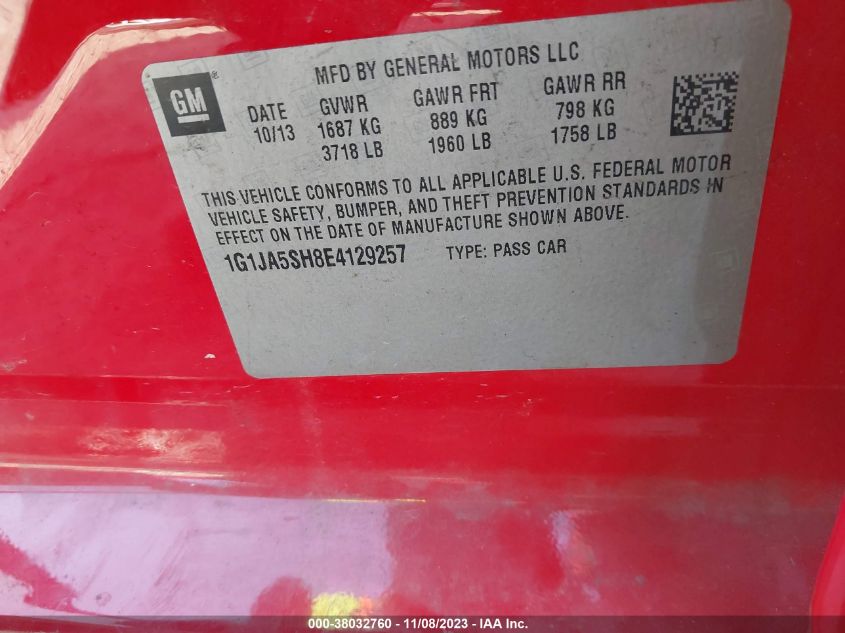 MFD BY GENERAL MOTORS LLC
GM®
DATE GVWR GAWR FRT GAWR RR
10/13 1687 KG 889 KG 798 KG
3718 LB 1960 LB 1758 LB
THIS VEHICLE CONFORMS TO ALL APPLICABLE U.S. FEDERAL MOTOR
VEHICLE SAFETY, BUMPER, AND THEFT PREVENTION STANDARDS IN
EFFECT ON THE DATE OF MANUFACTURE SHOWN ABOVE.
1G1JA5SH8E4129257 TYPE: PASS CAR
000-38032760 - 11/08/2023 - IAA Inc.